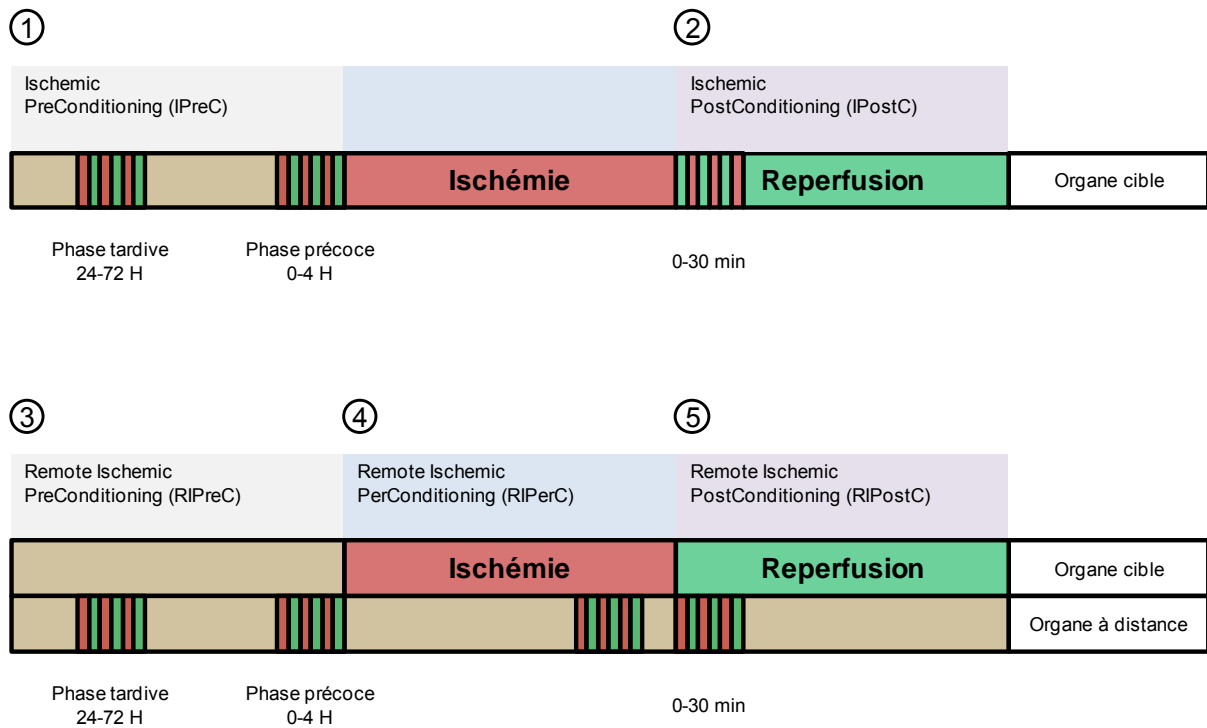 1
2
Ischemic
PreConditioning (IPreC)
Ischemic
PostConditioning (IPostC)
Ischémie
Reperfusion
Organe cible
Phase tardive
24-72 H
Phase précoce
0-4 H
0-30 min
3
4
5
Remote Ischemic
PreConditioning (RIPreC)
Remote Ischemic
PerConditioning (RIPerC)
Remote Ischemic
PostConditioning (RIPostC)
Ischémie
Reperfusion
Organe cible
Organe à distance
Phase tardive
24-72 H
Phase précoce
0-4 H
0-30 min